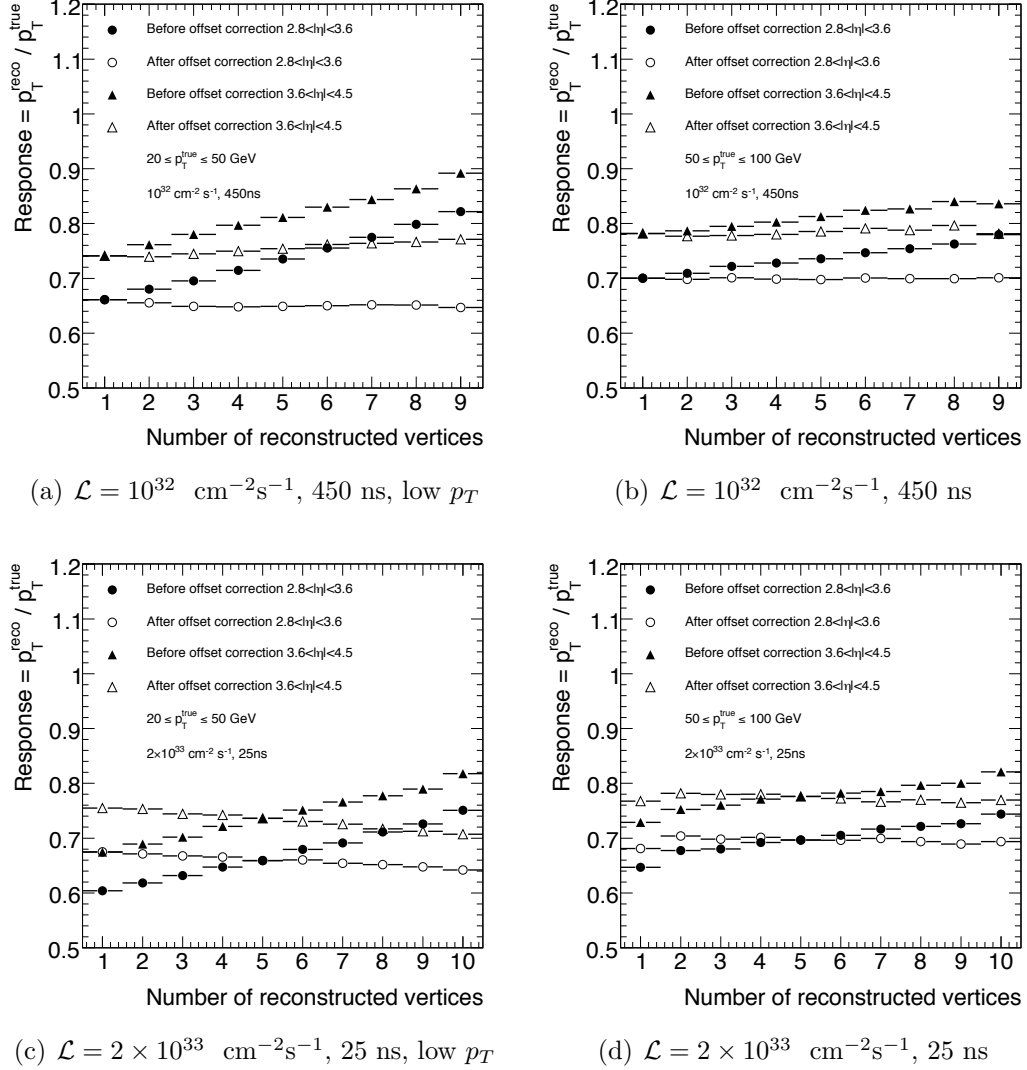 Response = p_T^reco / p_T^true
1.2
1.1
1
0.9
0.8
0.7
0.6
0.5
Before offset correction 2.8<|η|<3.6
After offset correction 2.8<|η|<3.6
Before offset correction 3.6<|η|<4.5
After offset correction 3.6<|η|<4.5
20 ≤ p_T^true ≤ 50 GeV
10^32 cm^-2 s^-1, 450ns
1 2 3 4 5 6 7 8 9
Number of reconstructed vertices
(a) ℒ = 10^32 cm^−2s^−1, 450 ns, low p_T
Response = p_T^reco / p_T^true
1.2
1.1
1
0.9
0.8
0.7
0.6
0.5
Before offset correction 2.8<|η|<3.6
After offset correction 2.8<|η|<3.6
Before offset correction 3.6<|η|<4.5
After offset correction 3.6<|η|<4.5
50 ≤ p_T^true ≤ 100 GeV
10^32 cm^-2 s^-1, 450ns
1 2 3 4 5 6 7 8 9
Number of reconstructed vertices
(b) ℒ = 10^32 cm^−2s^−1, 450 ns
Response = p_T^reco / p_T^true
1.2
1.1
1
0.9
0.8
0.7
0.6
0.5
Before offset correction 2.8<|η|<3.6
After offset correction 2.8<|η|<3.6
Before offset correction 3.6<|η|<4.5
After offset correction 3.6<|η|<4.5
20 ≤ p_T^true ≤ 50 GeV
2×10^33 cm^-2 s^-1, 25ns
1 2 3 4 5 6 7 8 9 10
Number of reconstructed vertices
(c) ℒ = 2 × 10^33 cm^−2s^−1, 25 ns, low p_T
Response = p_T^reco / p_T^true
1.2
1.1
1
0.9
0.8
0.7
0.6
0.5
Before offset correction 2.8<|η|<3.6
After offset correction 2.8<|η|<3.6
Before offset correction 3.6<|η|<4.5
After offset correction 3.6<|η|<4.5
50 ≤ p_T^true ≤ 100 GeV
2×10^33 cm^-2 s^-1, 25ns
1 2 3 4 5 6 7 8 9 10
Number of reconstructed vertices
(d) ℒ = 2 × 10^33 cm^−2s^−1, 25 ns